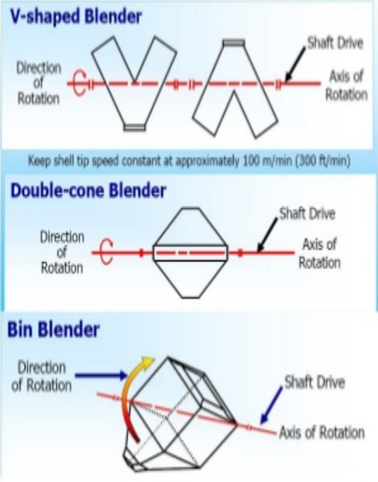 V-shaped Blender
Shaft Drive
Direction
of
Rotation
Axis of
Rotation
Keep shell tip speed constant at approximately 100 m/min (300 ft/min)
Double-cone Blender
Shaft Drive
Direction
of
Rotation
Axis of
Rotation
Bin Blender
Direction
of Rotation
Shaft Drive
Axis of Rotation